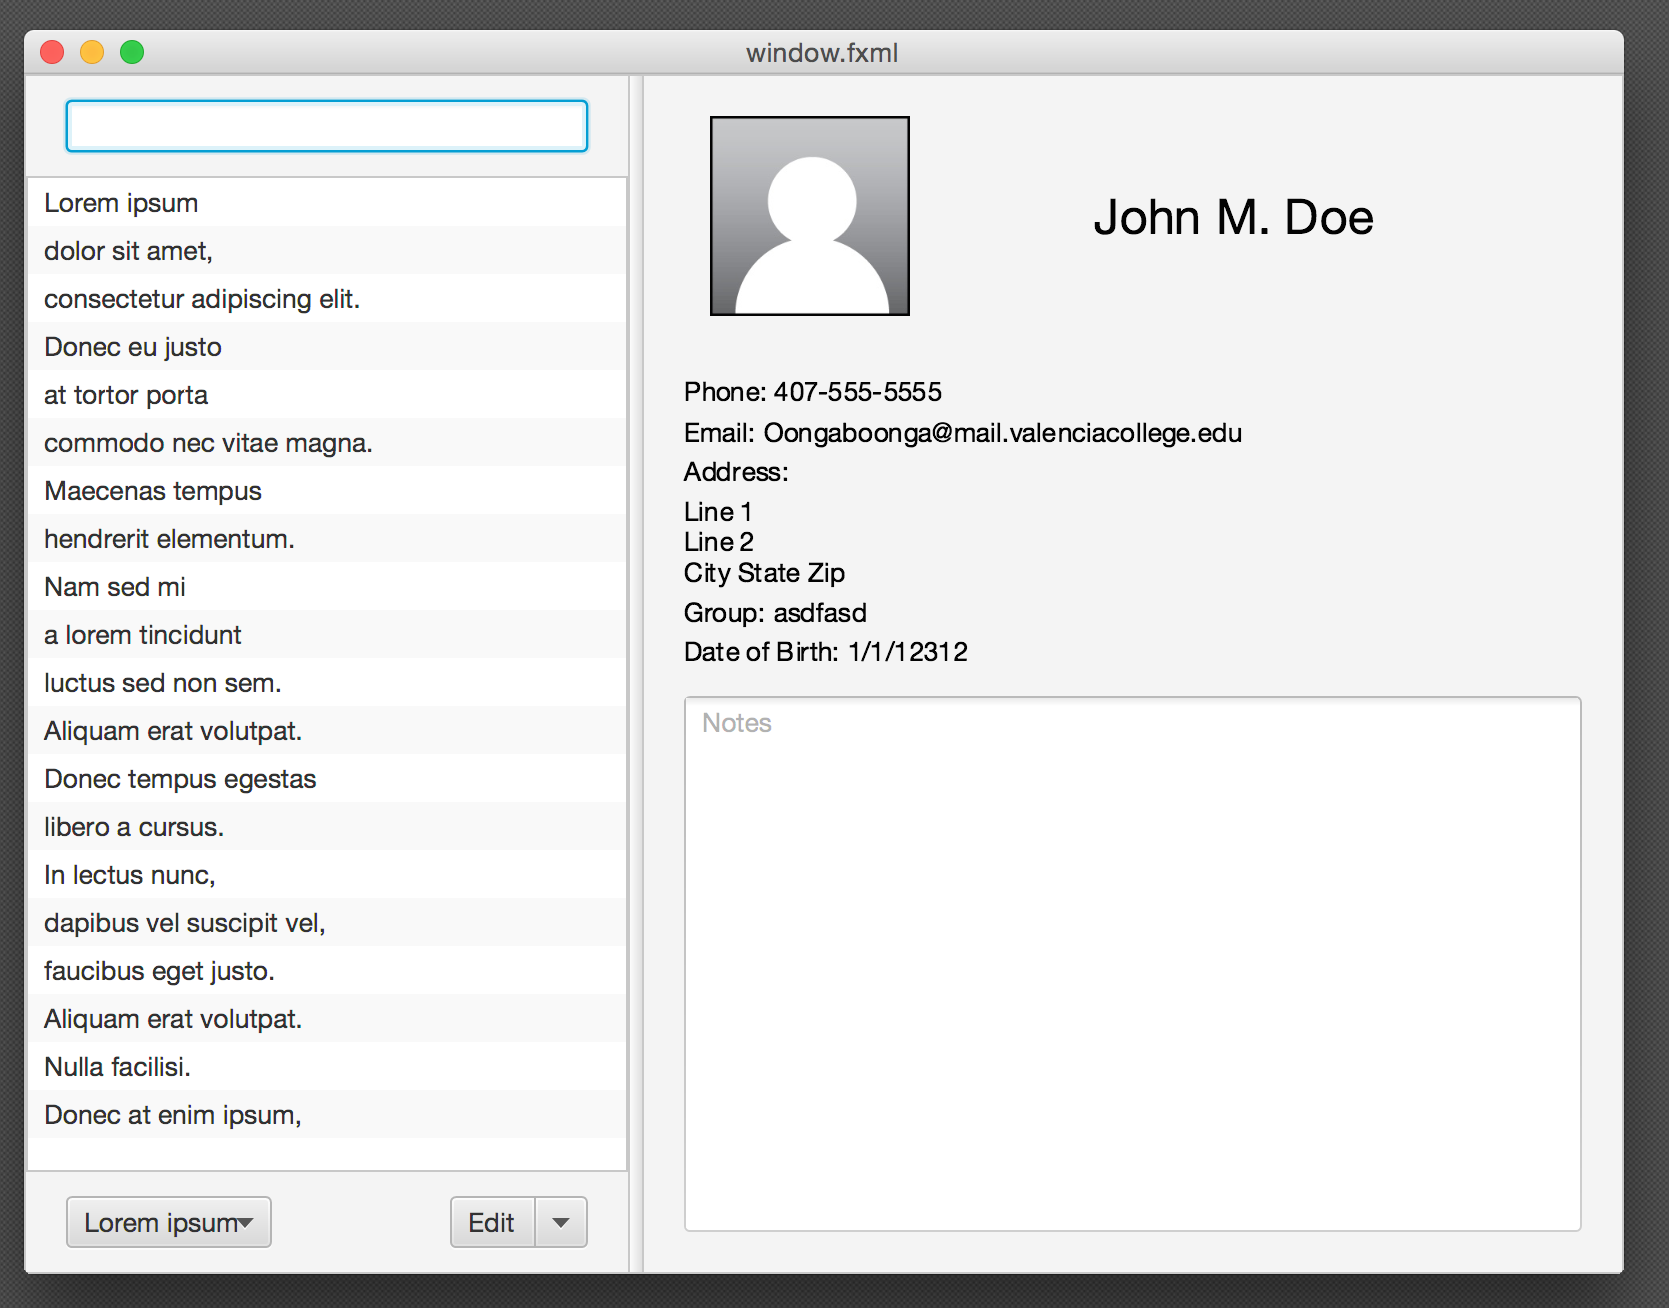 window.fxml
Lorem ipsum
dolor sit amet,
consectetur adipiscing elit.
Donec eu justo
at tortor porta
commodo nec vitae magna.
Maecenas tempus
hendrerit elementum.
Nam sed mi
a lorem tincidunt
luctus sed non sem.
Aliquam erat volutpat.
Donec tempus egestas
libero a cursus.
In lectus nunc,
dapibus vel suscipit vel,
faucibus eget justo.
Aliquam erat volutpat.
Nulla facilisi.
Donec at enim ipsum,
Lorem ipsum
Edit
John M. Doe
Phone: 407-555-5555
Email: Oongaboonga@mail.valenciacollege.edu
Address:
Line 1
Line 2
City State Zip
Group: asdfasd
Date of Birth: 1/1/12312
Notes